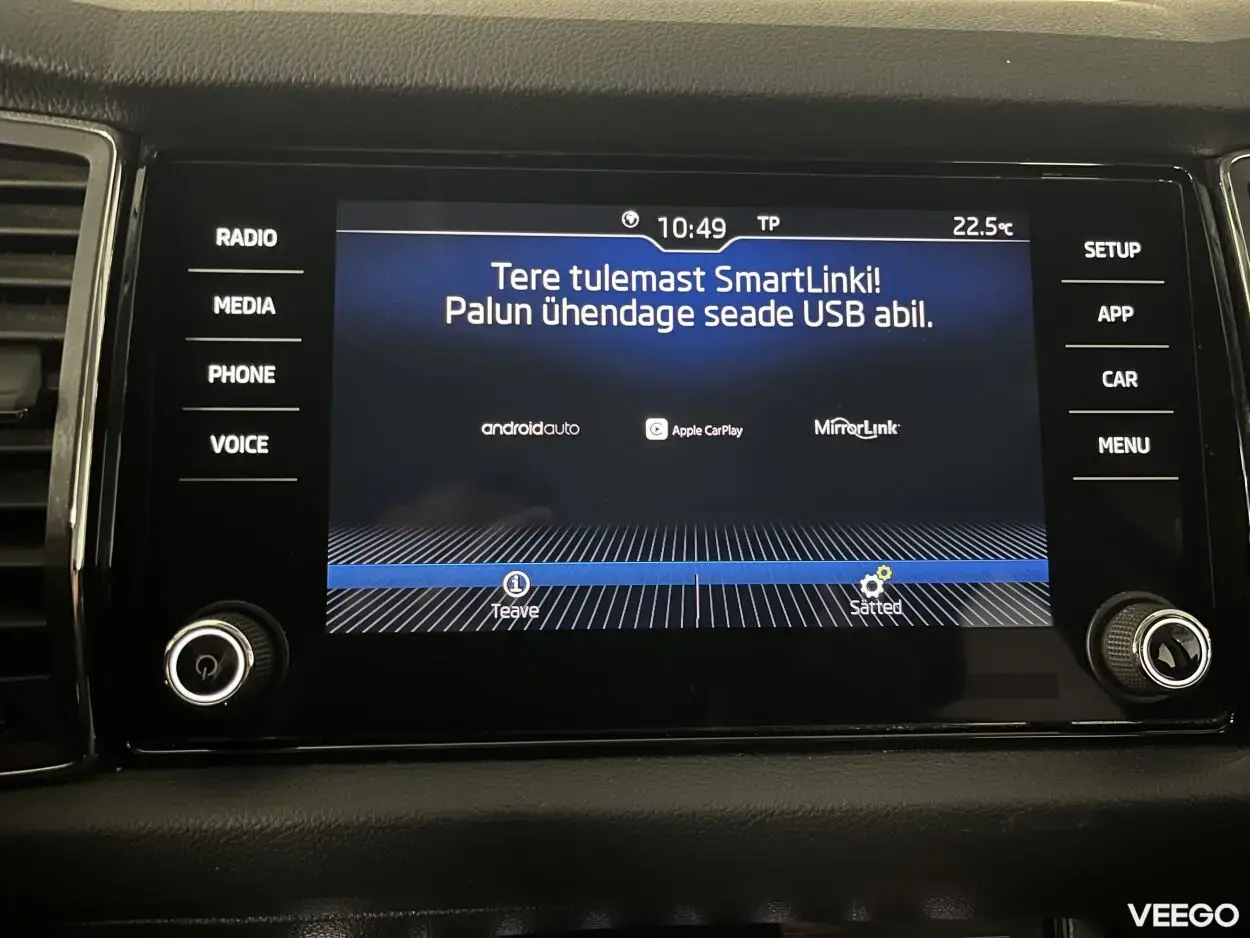 10:49 TP 22.5°C
RADIO
MEDIA
PHONE
VOICE
Tere tulemast SmartLinki!
Palun ühendage seade USB abil.
androidauto Apple CarPlay MirrorLink
Teave Sätted
SETUP
APP
CAR
MENU
VEEGO